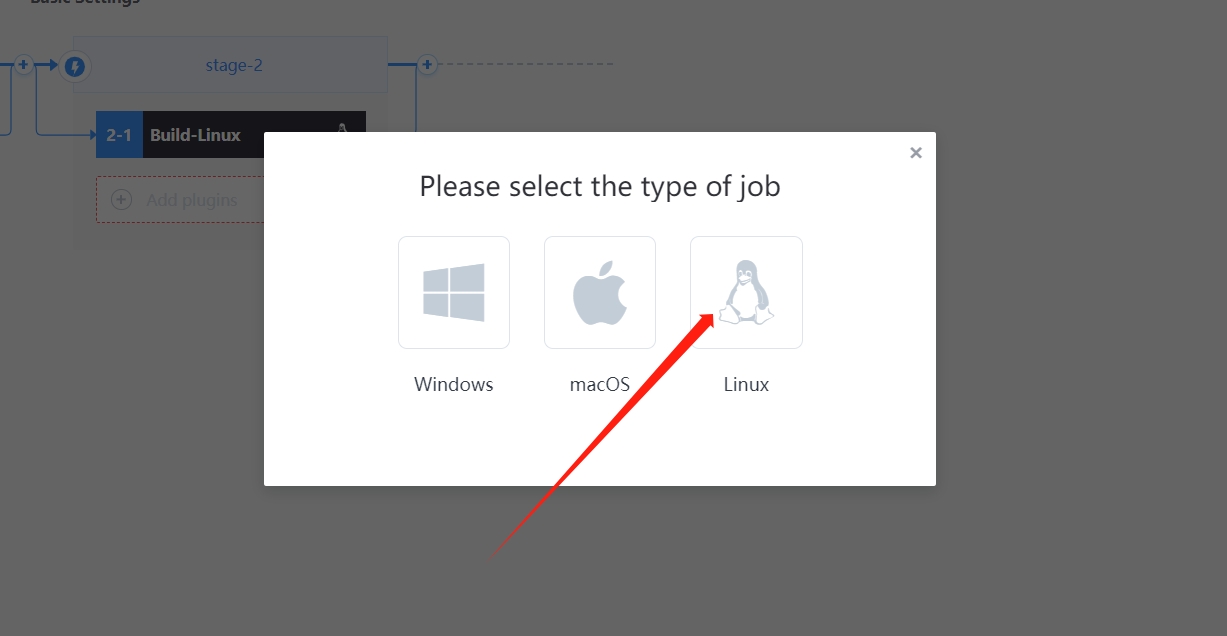 Basic Settings
stage-2
2-1 Build-Linux
Add plugins
Please select the type of job
Windows macOS Linux